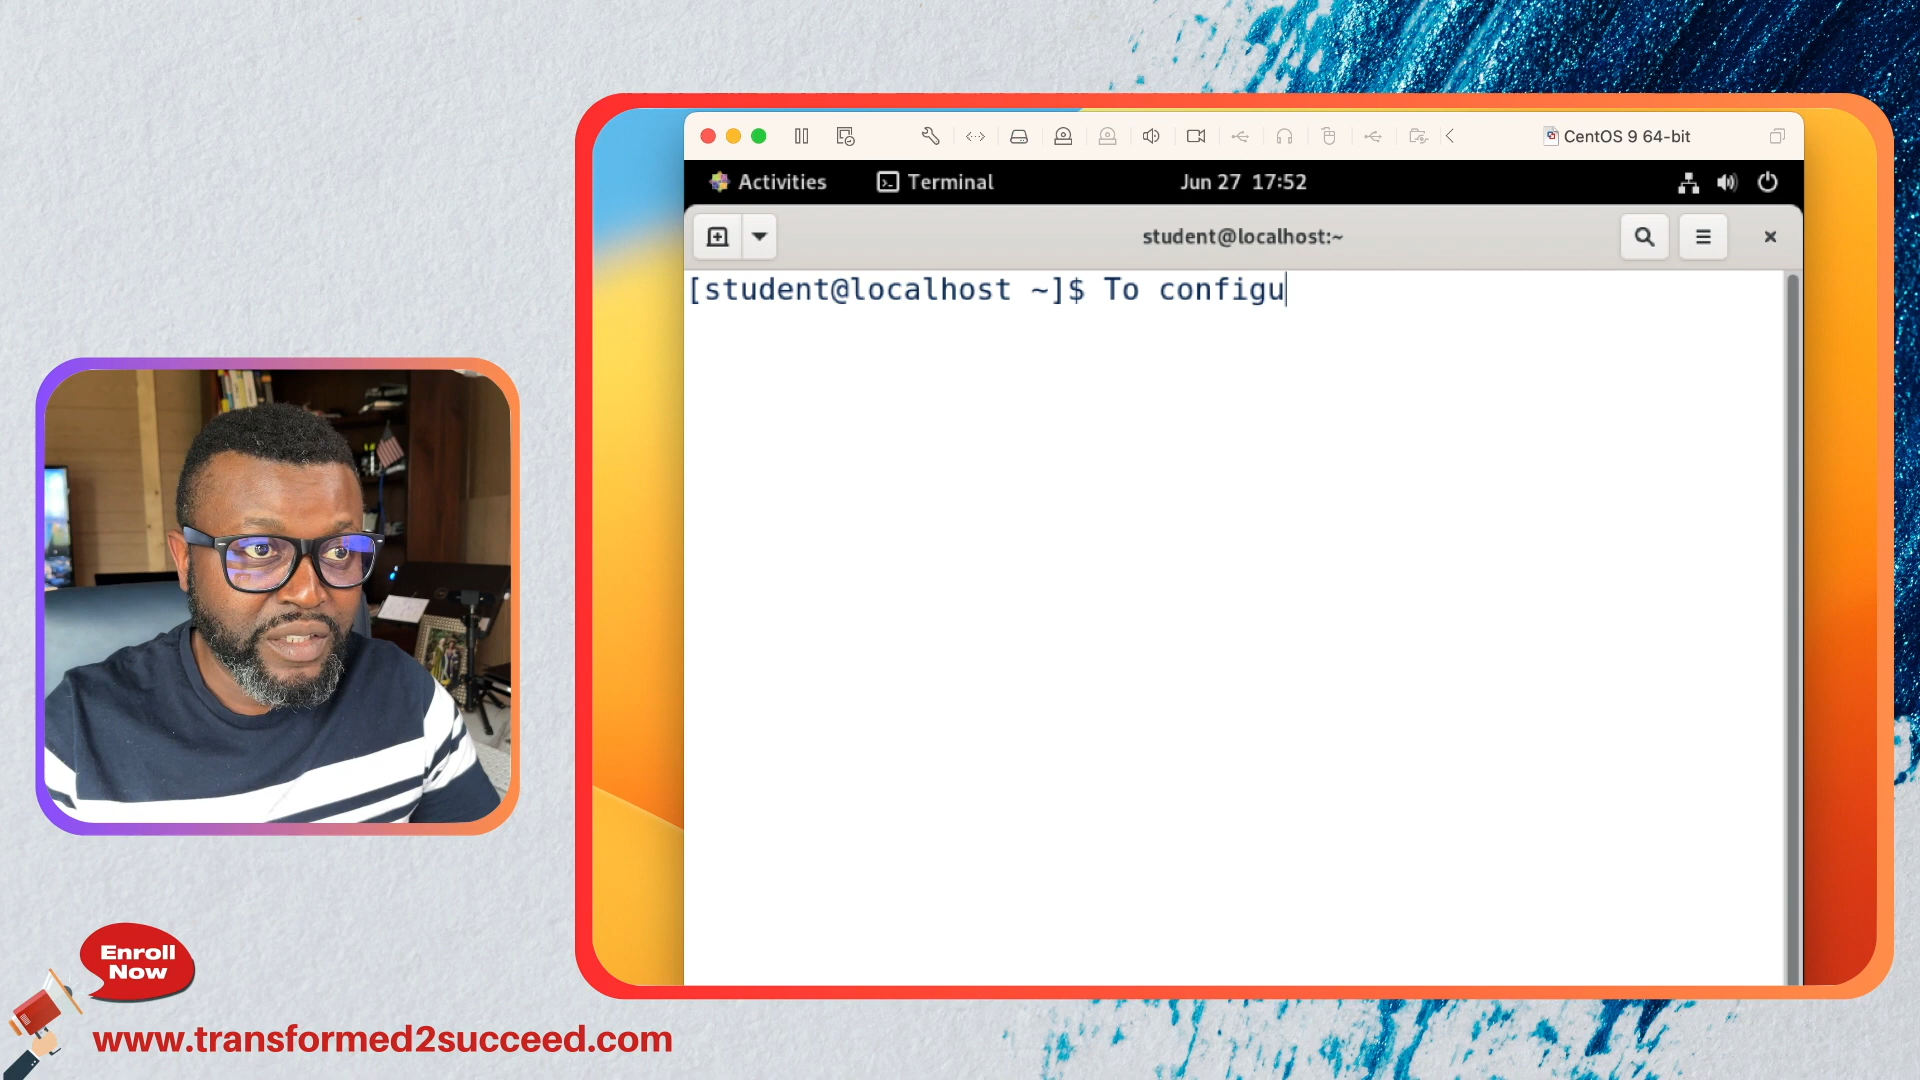 CentOS 9 64-bit
Activities Terminal Jun 27 17:52
student@localhost:~
[student@localhost ~]$ To configu
Enroll
Now
www.transformed2succeed.com